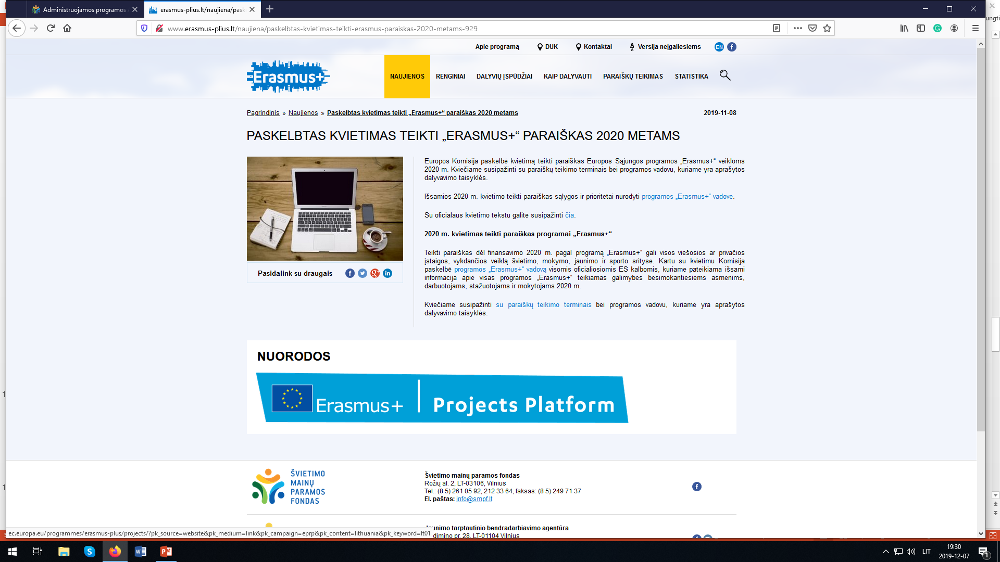 Administruojamos programos
erasmus-plius.lt/naujiena/pask
ungti
www.erasmus-plius.lt/naujiena/paskelbtas-kvietimas-teikti-erasmus-paraiskas-2020-metams-929
Apie programą DUK Kontaktai Versija neįgaliesiems EN
Erasmus+
NAUJIENOS RENGINIAI DALYVIŲ ĮSPŪDŽIAI KAIP DALYVAUTI PARAIŠKŲ TEIKIMAS STATISTIKA
Pagrindinis » Naujienos » Paskelbtas kvietimas teikti „Erasmus+“ paraiškas 2020 metams 2019-11-08
PASKELBTAS KVIETIMAS TEIKTI „ERASMUS+“ PARAIŠKAS 2020 METAMS
Europos Komisija paskelbė kvietimą teikti paraiškas Europos Sąjungos programos „Erasmus+“ veikloms
2020 m. Kviečiame susipažinti su paraiškų teikimo terminais bei programos vadovu, kuriame yra aprašytos
dalyvavimo taisyklės.
Išsamios 2020 m. kvietimo teikti paraiškas sąlygos ir prioritetai nurodyti programos „Erasmus+“ vadove.
Su oficialaus kvietimo tekstu galite susipažinti čia.
2020 m. kvietimas teikti paraiškas programai „Erasmus+“
Teikti paraiškas dėl finansavimo 2020 m. pagal programą „Erasmus+“ gali visos viešosios ar privačios
įstaigos, vykdančios veiklą švietimo, mokymo, jaunimo ir sporto srityse. Kartu su kvietimu Komisija
paskelbė programos „Erasmus+“ vadovą visomis oficialiosiomis ES kalbomis, kuriame pateikiama išsami
informacija apie visas programos „Erasmus+“ teikiamas galimybes besimokantiesiems asmenims,
darbuotojams, stažuotojams ir mokytojams 2020 m.
Kviečiame susipažinti su paraiškų teikimo terminais bei programos vadovu, kuriame yra aprašytos
dalyvavimo taisyklės.
Pasidalink su draugais
NUORODOS
Erasmus+ | Projects Platform
ŠVIETIMO
MAINŲ
PARAMOS
FONDAS
Švietimo mainų paramos fondas
Rožių al. 2, LT-03106, Vilnius
Tel.: (8 5) 261 05 92, 212 33 64, faksas: (8 5) 249 71 37
El. paštas: info@smpf.lt
Jaunimo tarptautinio bendradarbiavimo agentūra
dimino pr. 28, LT-01104 Vilnius
ec.europa.eu/programmes/erasmus-plus/projects/?pk_source=website&pk_medium=link&pk_campaign=eprp&pk_content=lithuania&pk_keyword=lt01
LIT
19:30
2019-12-07
1